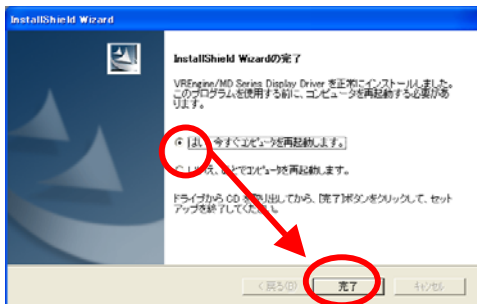 InstallShield Wizard
InstallShield Wizardの完了
VREngine/MD Series Display Driver を正常にインストールしました。
このプログラムを使用する前に、コンピュータを再起動する必要があ
ります。
はい、今すぐコンピュータを再起動します。
いいえ、あとでコンピュータを再起動します。
ドライブから CD を取り出してから、[完了]ボタンをクリックして、セット
アップを終了してください。
< 戻る(B)
完了
キャンセル